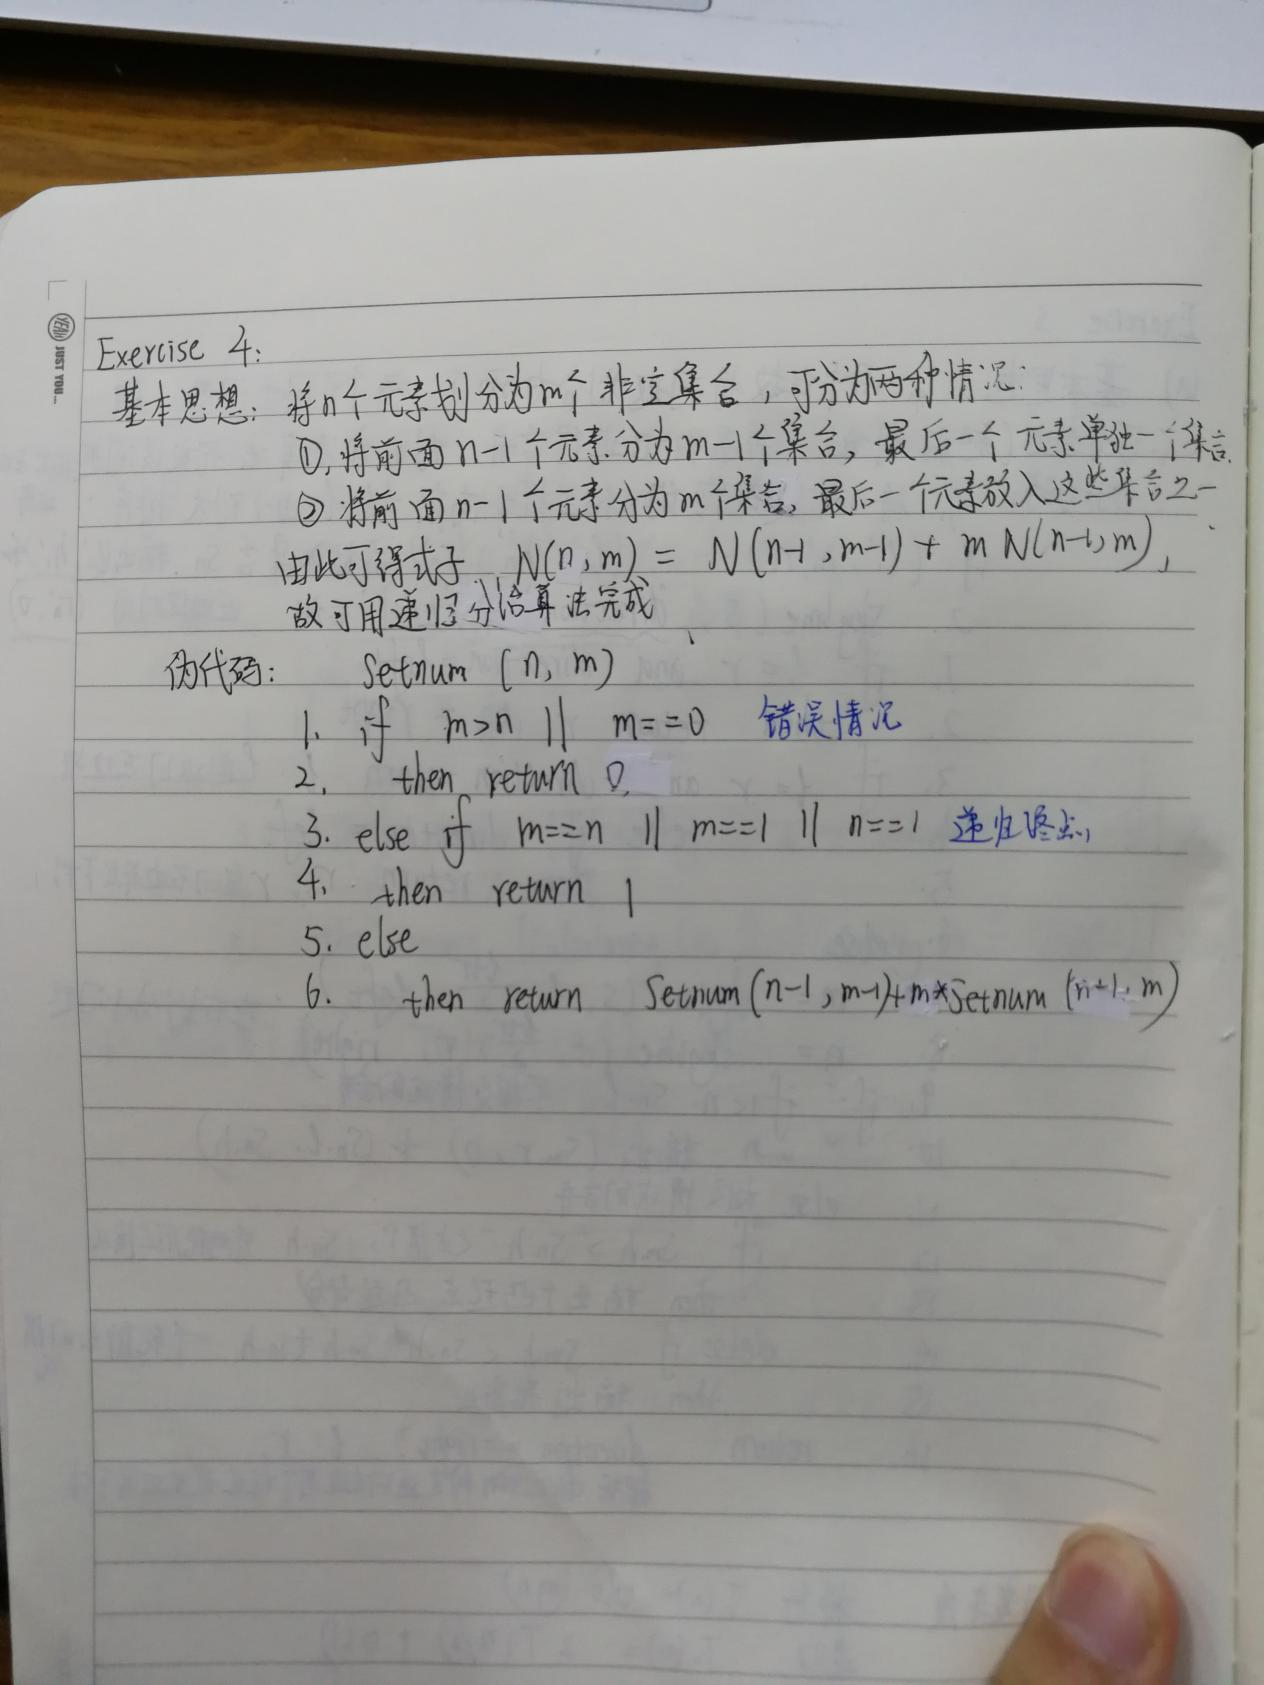 YEAH JUST YOU...
Exercise 4:
基本思想: 将n个元素划分为m个非空集合，可分为两种情况:
①, 将前面n-1个元素分为m-1个集合，最后一个元素单独一个集合.
② 将前面n-1个元素分为m个集合，最后一个元素放入这些集合之一.
由此可得式子 N(n,m) = N(n-1,m-1) + m N(n-1,m),
故可用递归分治算法完成
伪代码: Setnum (n, m)
1. if m>n || m==0 错误情况
2. then return 0.
3. else if m==n || m==1 || n==1 递归终点
4. then return 1
5. else
6. then return Setnum(n-1,m-1)+m*Setnum(n-1,m)